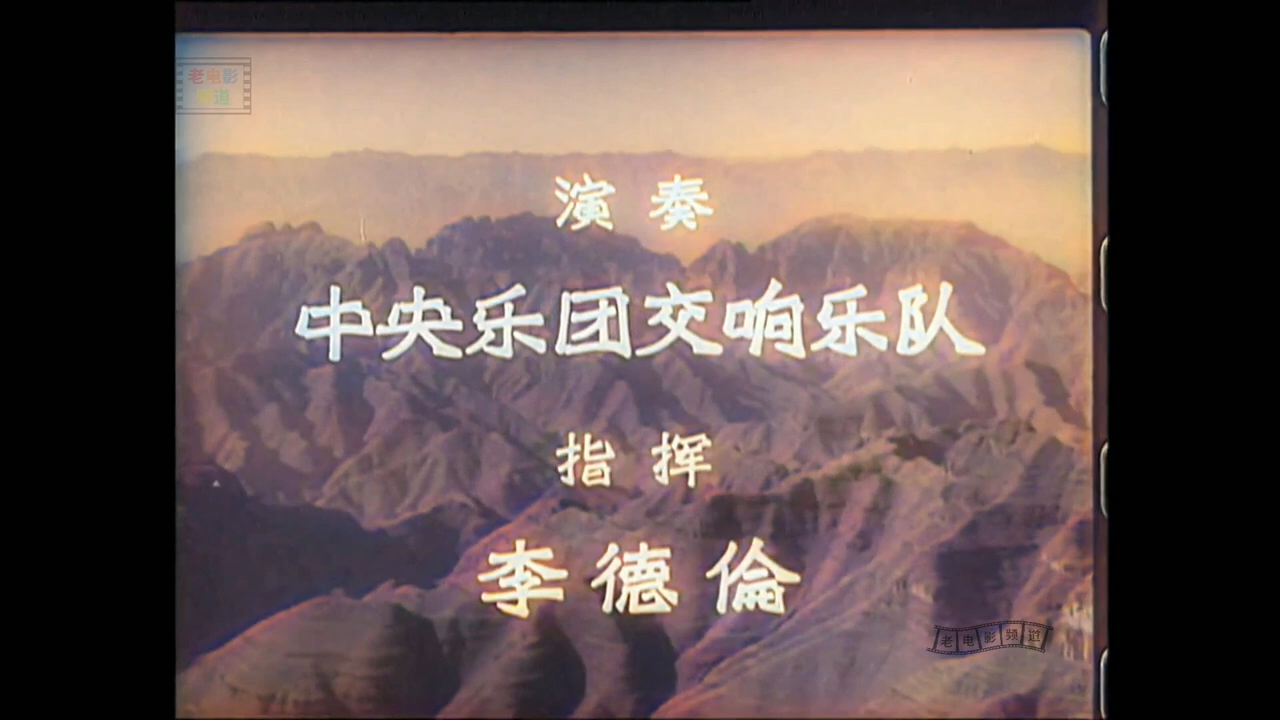 老电影
频道
演奏
中央乐团交响乐队
指挥
李德倫
老电影频道